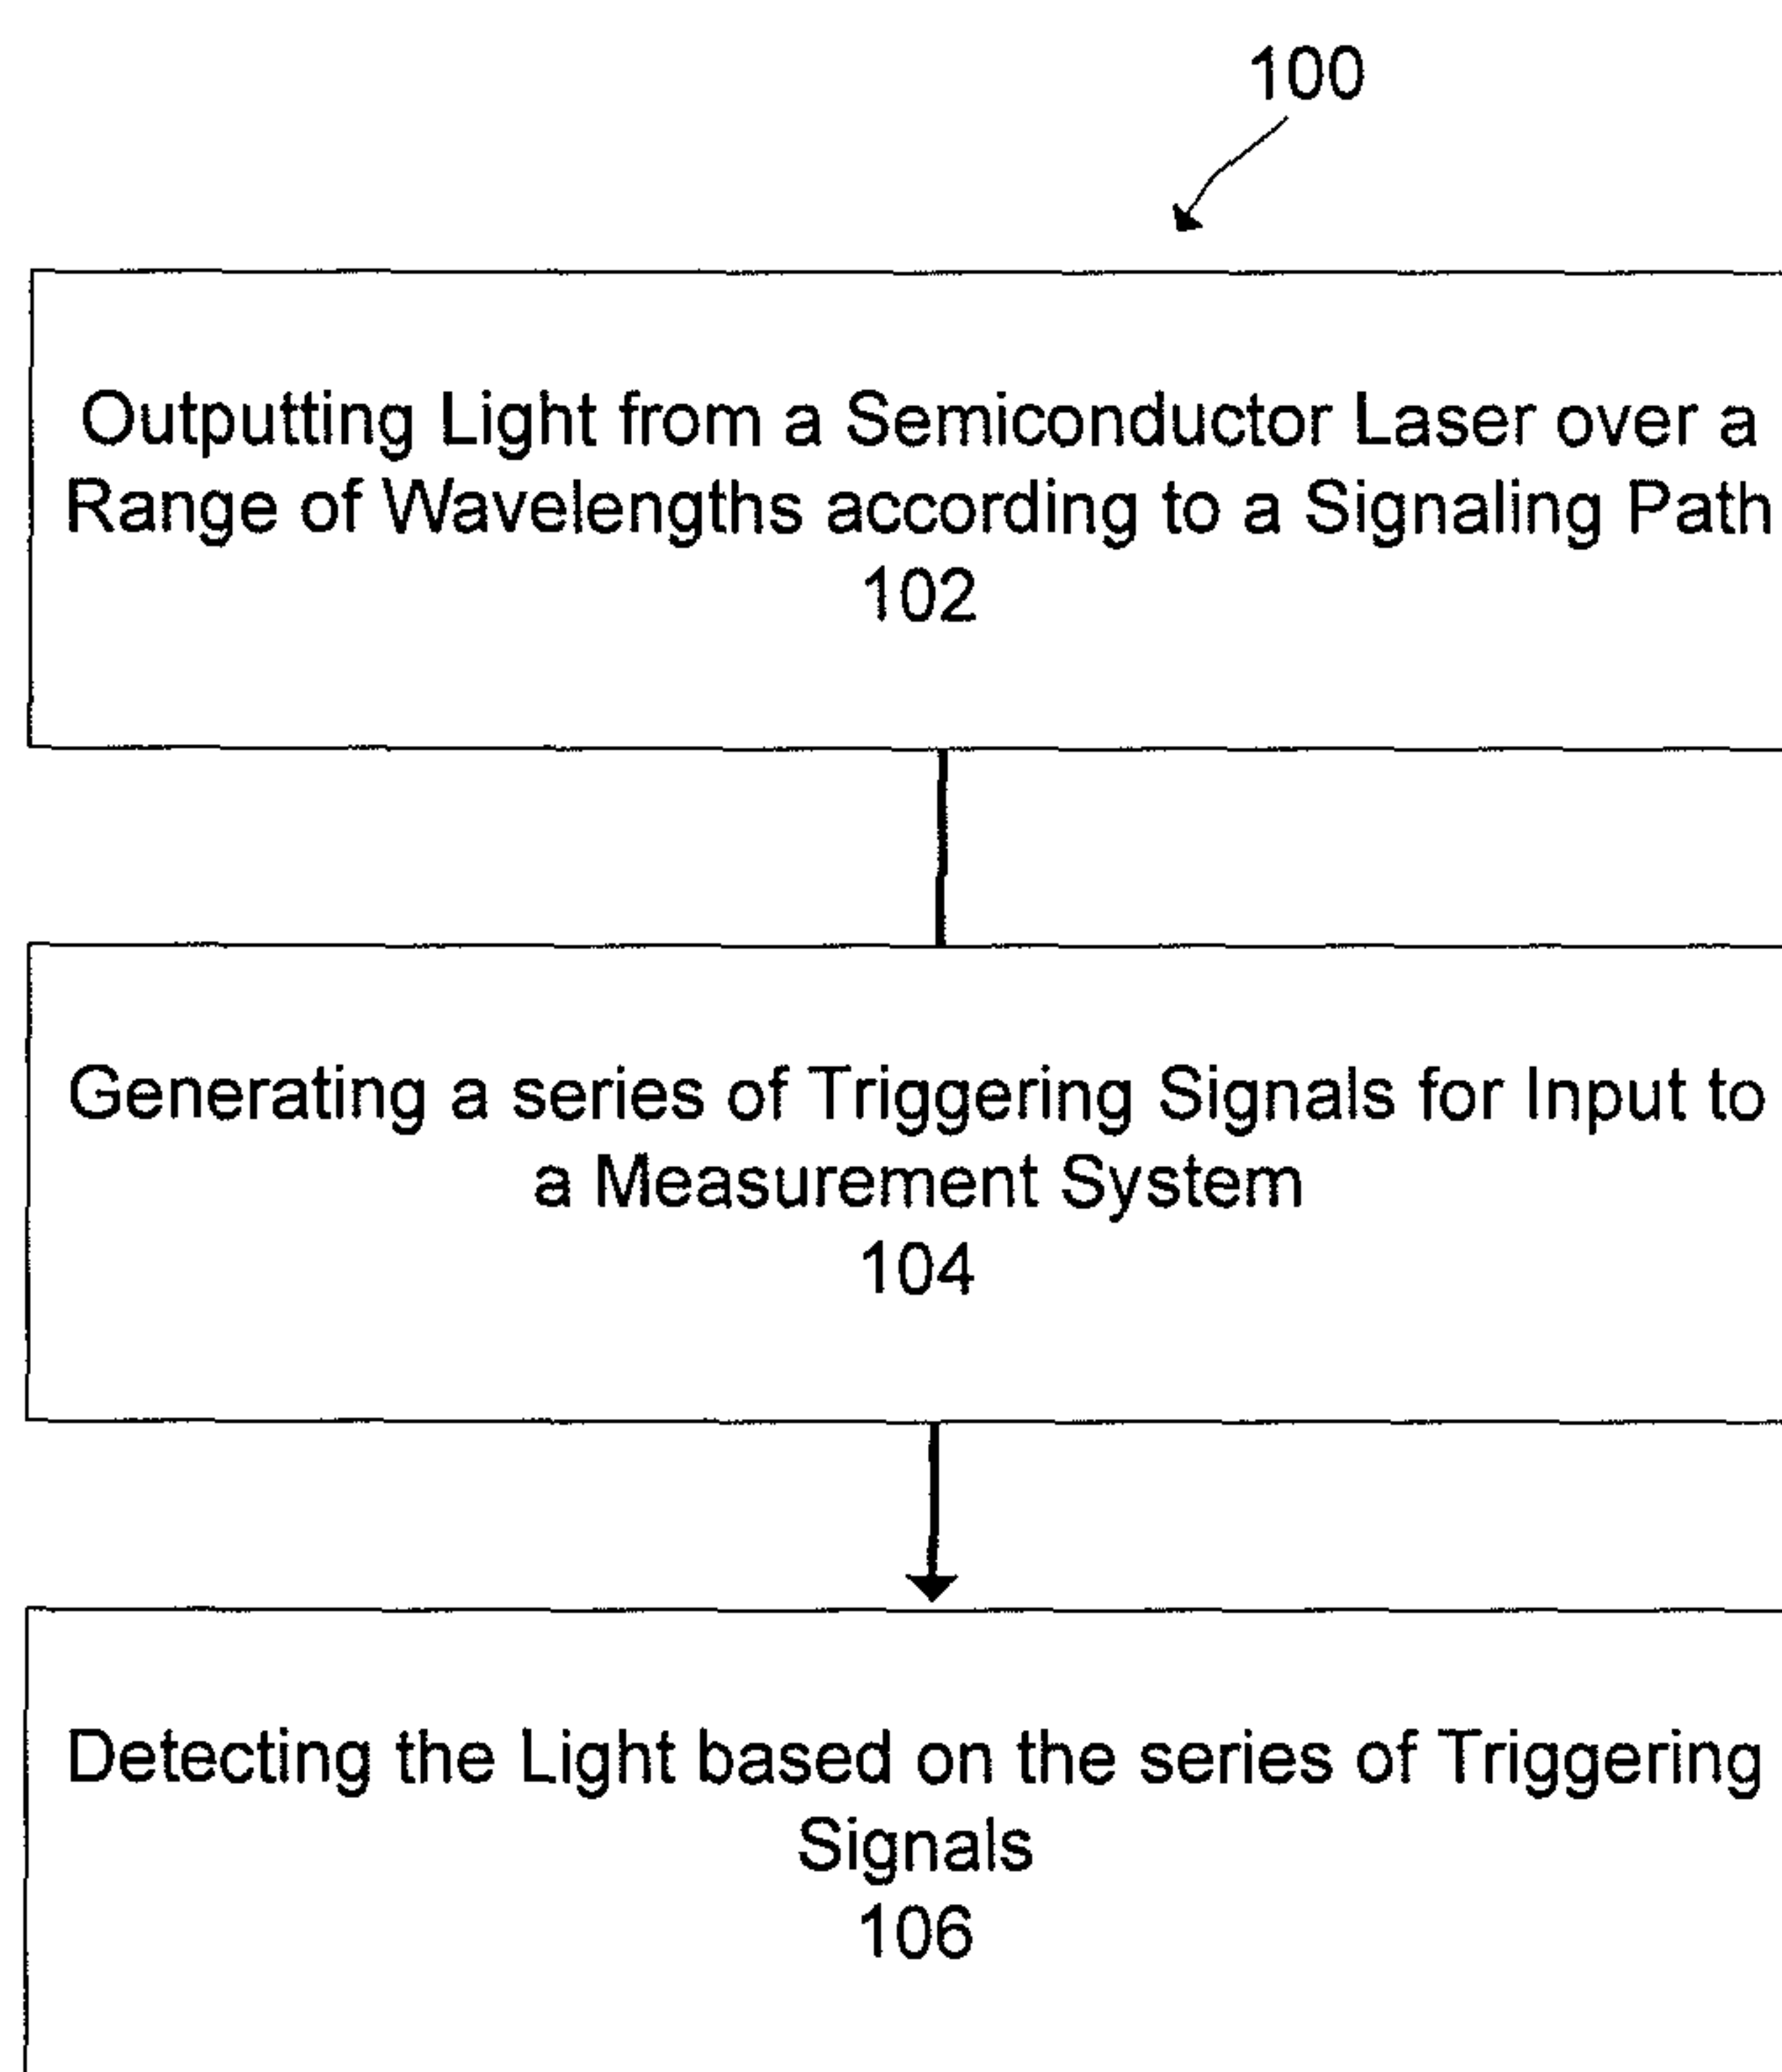 100
Outputting Light from a Semiconductor Laser over a
Range of Wavelengths according to a Signaling Path
102
Generating a series of Triggering Signals for Input to
a Measurement System
104
Detecting the Light based on the series of Triggering
Signals
106